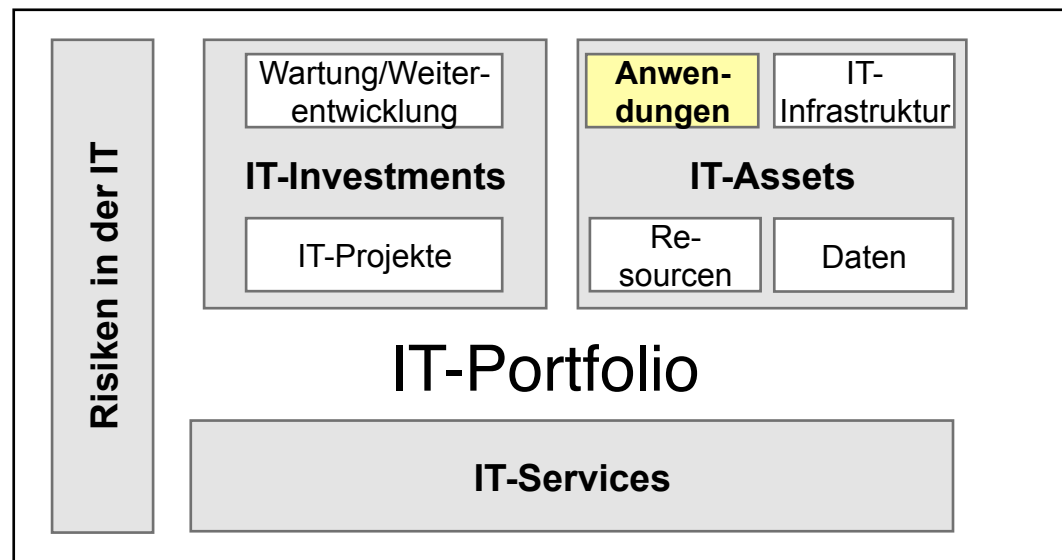 Risiken in der IT
Wartung/Weiter-
entwicklung
IT-Investments
IT-Projekte
Anwen-
dungen
IT-
Infrastruktur
IT-Assets
Re-
sourcen
Daten
IT-Portfolio
IT-Services